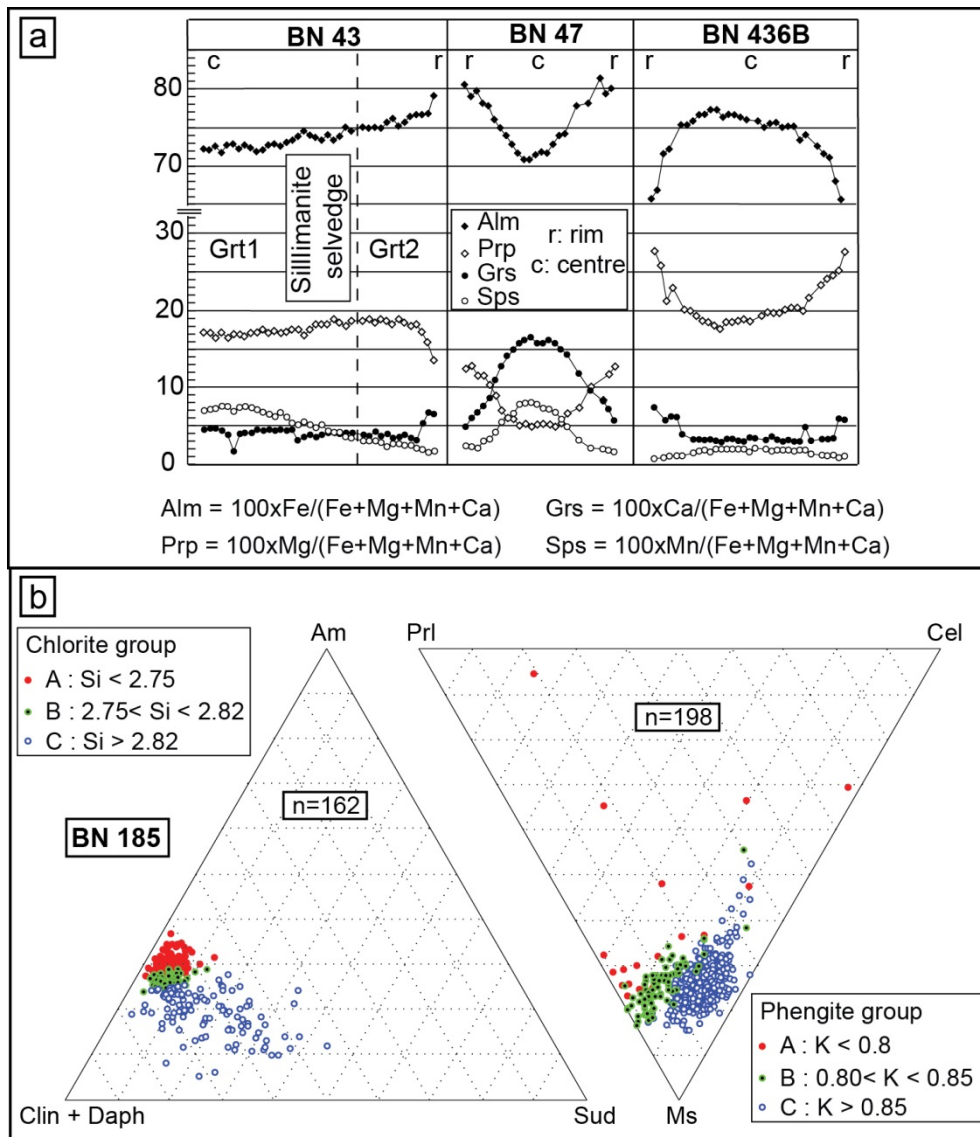 a
BN 43
BN 47
BN 436B
c r r c r r c r
80
70
30
20
10
0
Grt1
Silllimanite
selvedge
Grt2
Alm
Prp
Grs
Sps
r: rim
c: centre
Alm = 100xFe/(Fe+Mg+Mn+Ca)
Grs = 100xCa/(Fe+Mg+Mn+Ca)
Prp = 100xMg/(Fe+Mg+Mn+Ca)
Sps = 100xMn/(Fe+Mg+Mn+Ca)
b
Chlorite group
A : Si < 2.75
B : 2.75< Si < 2.82
C : Si > 2.82
Am
Prl
Cel
n=198
n=162
BN 185
Phengite group
A : K < 0.8
B : 0.80< K < 0.85
C : K > 0.85
Clin + Daph
Sud
Ms